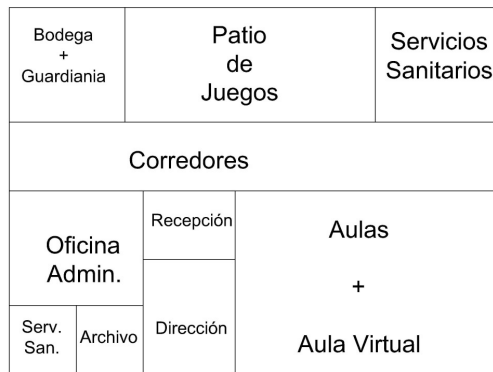 Bodega
+
Guardiania
Patio
de
Juegos
Servicios
Sanitarios
Corredores
Oficina
Admin.
Recepción
Aulas
+
Aula Virtual
Serv.
San.
Archivo
Dirección